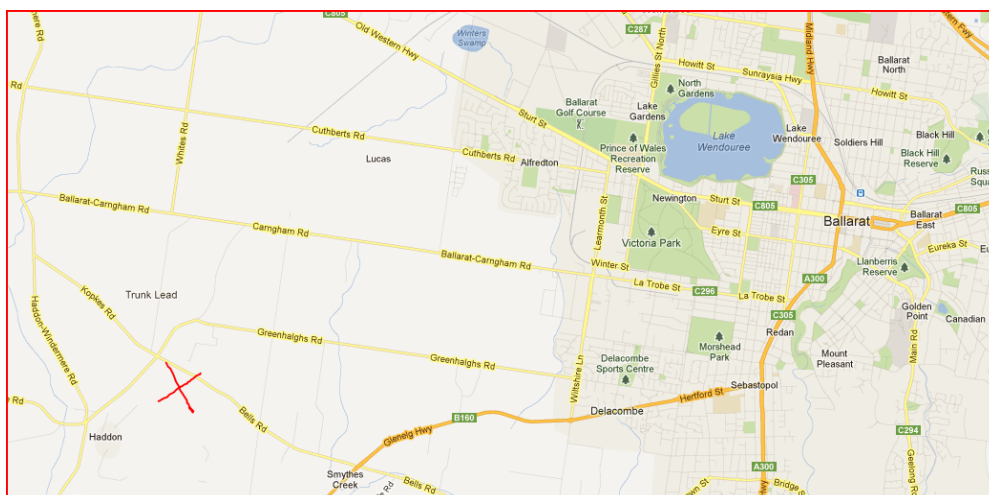 C805
Old Western Hwy
Winters
Swamp
C287
Gillies St North
Midland Hwy
Western Fwy
Windermere Rd
Howitt St
Sunraysia Hwy
Howitt St
Ballarat
North
North
Gardens
Rd
Ballarat
Golf Course
Lake
Gardens
Sturt St
Cuthberts Rd
Whites Rd
Lucas
Cuthberts Rd
Alfredton
Prince of Wales
Recreation
Reserve
Lake
Wendouree
Lake
Wendouree
Soldiers Hill
Black Hill
Black Hill
Reserve
C305
Newington
Sturt St
C805
Ballarat
Ballarat
East
C805
Ballarat-Carngham Rd
Carngham Rd
Learmonth St
Victoria Park
Eyre St
Eureka St
Llanberris
Reserve
Ballarat-Carngham Rd
Winter St
La Trobe St
C296
La Trobe St
A300
C305
Golden
Point
Canadian
Kopkes Rd
Trunk Lead
Haddon-Windermere Rd
Greenhalghs Rd
Greenhalghs Rd
Wiltshire Ln
Delacombe
Sports Centre
Morshead
Park
Redan
Mount
Pleasant
Main Rd
Sebastopol
Hertford St
Delacombe
B160
Glenelg Hwy
Bells Rd
e Rd
Haddon
C294
Geelong Rd
Smythes
Creek
Bells Rd
A300
Hwy
Bridge S